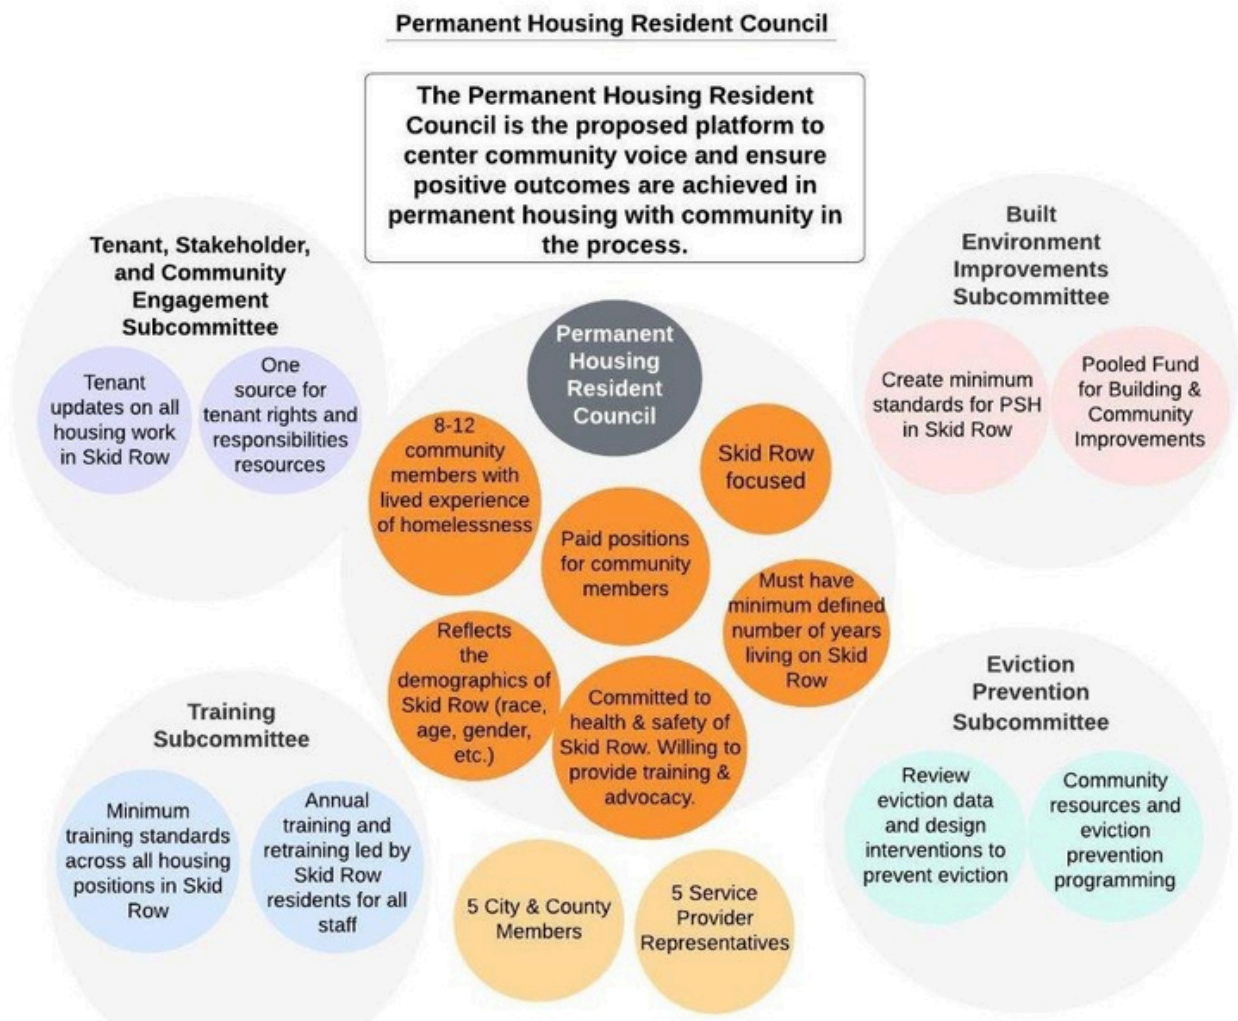 Permanent Housing Resident Council
The Permanent Housing Resident
Council is the proposed platform to
center community voice and ensure
positive outcomes are achieved in
permanent housing with community in
the process.
Tenant, Stakeholder,
and Community
Engagement
Subcommittee
Tenant
updates on all
housing work
in Skid Row
One
source for
tenant rights and
responsibilities
resources
Built
Environment
Improvements
Subcommittee
Create minimum
standards for PSH
in Skid Row
Pooled Fund
for Building &
Community
Improvements
Permanent
Housing
Resident
Council
8-12
community
members with
lived experience
of homelessness
Skid Row
focused
Paid positions
for community
members
Must have
minimum defined
number of years
living on Skid
Row
Reflects
the
demographics of
Skid Row (race,
age, gender,
etc.)
Committed to
health & safety of
Skid Row. Willing to
provide training &
advocacy.
Training
Subcommittee
Minimum
training standards
across all housing
positions in Skid
Row
Annual
training and
retraining led by
Skid Row
residents for all
staff
Eviction
Prevention
Subcommittee
Review
eviction data
and design
interventions to
prevent eviction
Community
resources and
eviction
prevention
programming
5 City & County
Members
5 Service
Provider
Representatives